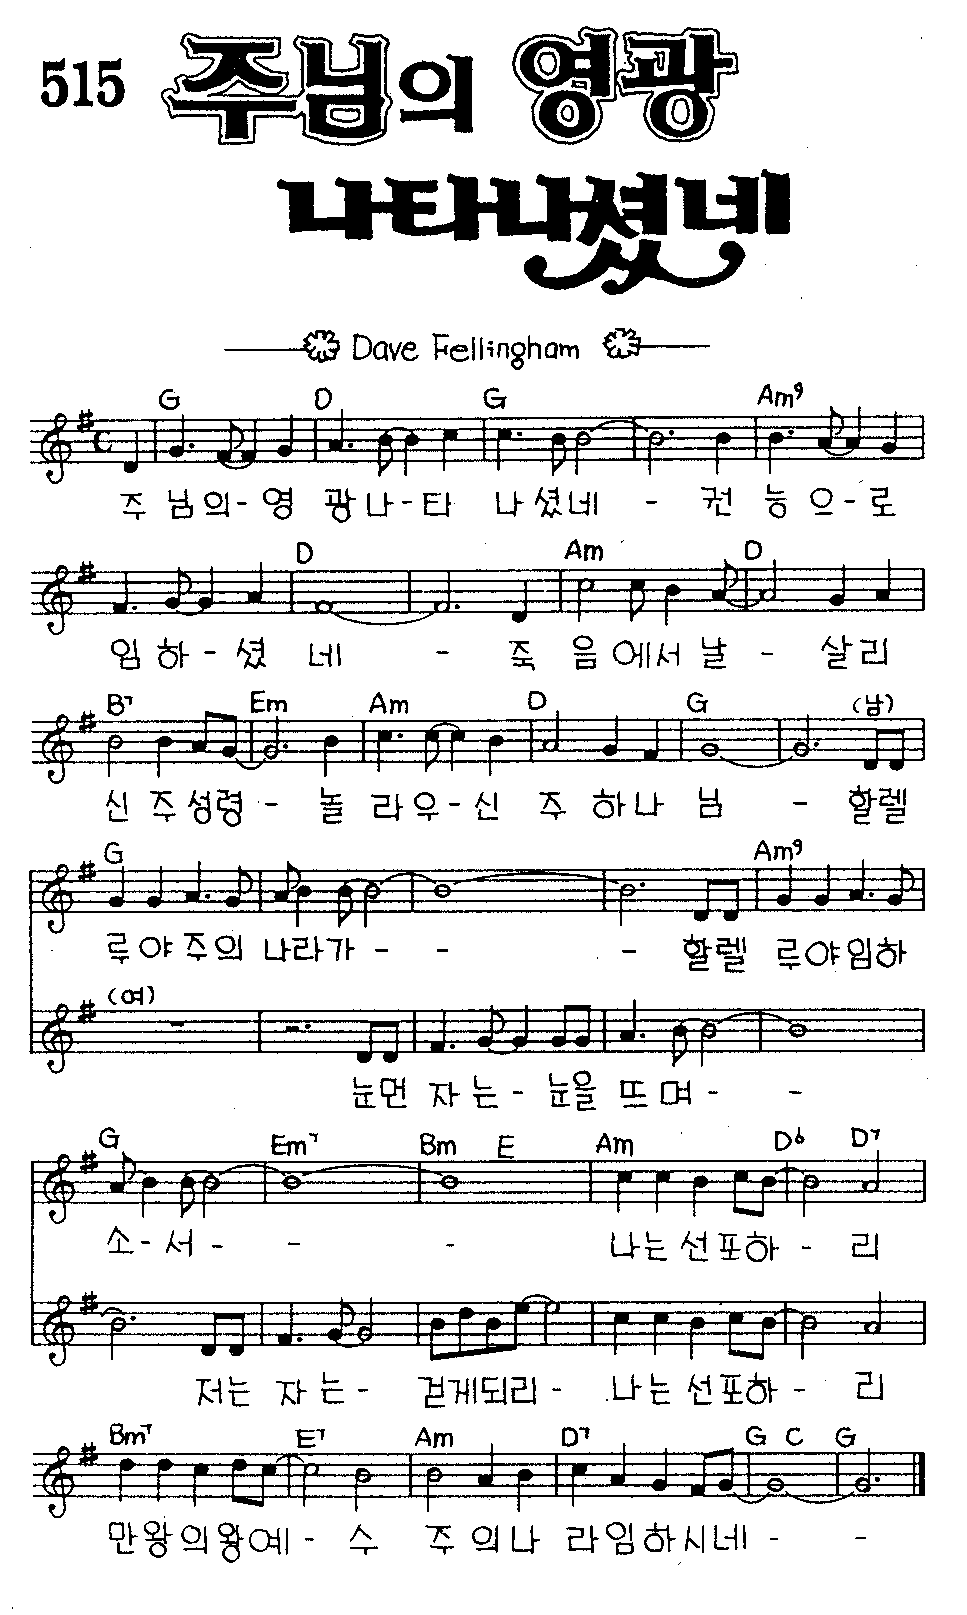 515 주님의 영광
나타나셨네
Dave Fellingham
G D G Am9
주 님의-영 광나-타 나셨네 - 권 능으-로
D Am D
임하-셨 네 - 죽 음에서날 - 살리
B7 Em Am D G (남)
신 주성령 - 놀 라우-신 주 하나 님 - 할렐
G Am9
루야주의 나라가- - - 할렐 루야임하
(여)
눈먼 자는-눈을 뜨며- -
G Em7 Bm E Am D6 D7
소-서- - - 나는선포하 - 리
저는 자는- 걷게되리- 나는선포하- 리
Bm7 E7 Am D7 G C G
만왕의왕예- 수 주의나 라임하시네- -